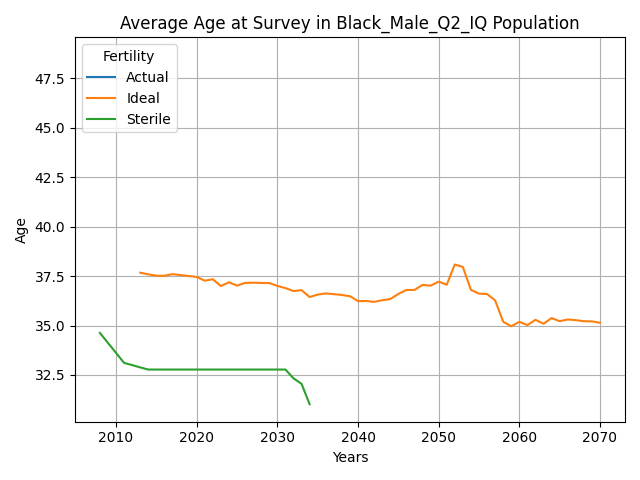 Average Age at Survey in Black_Male_Q2_IQ Population
Fertility
Actual
Ideal
Sterile
47.5
45.0
42.5
40.0
37.5
35.0
32.5
Age
2010 2020 2030 2040 2050 2060 2070
Years